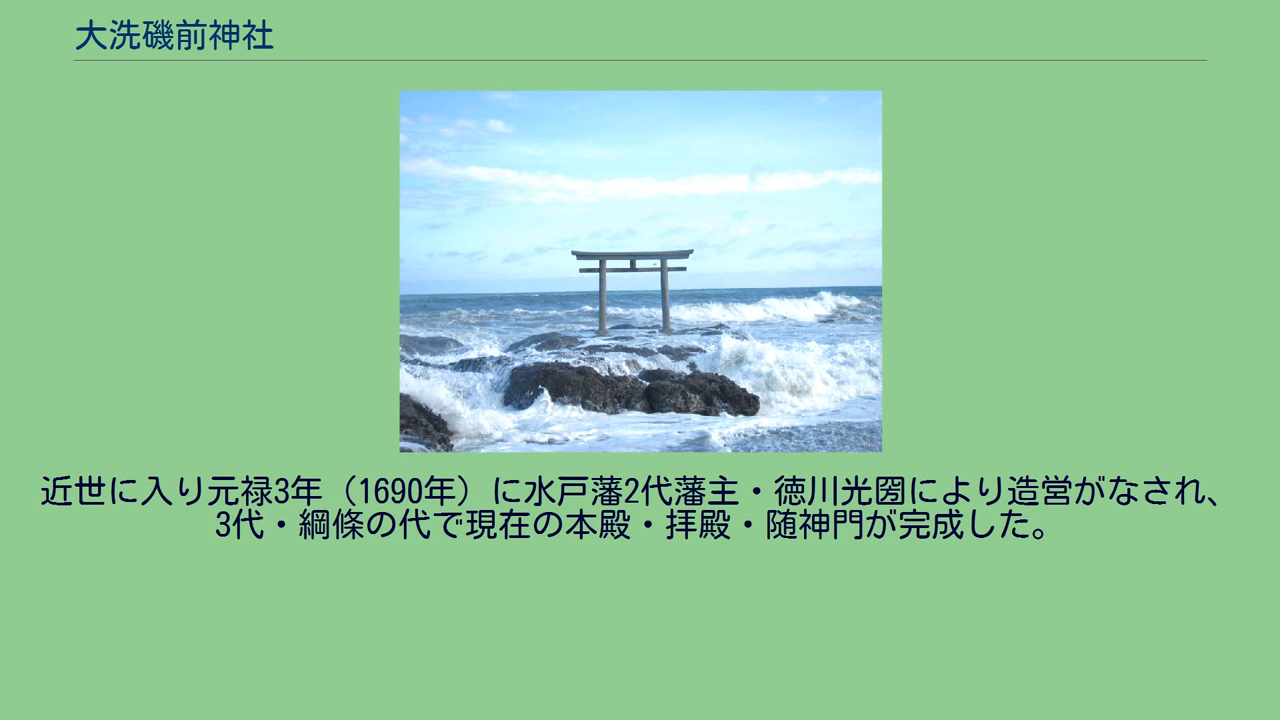 大洗磯前神社
近世に入り元禄3年（1690年）に水戸藩2代藩主・徳川光圀により造営がなされ、
3代・綱條の代で現在の本殿・拝殿・随神門が完成した。